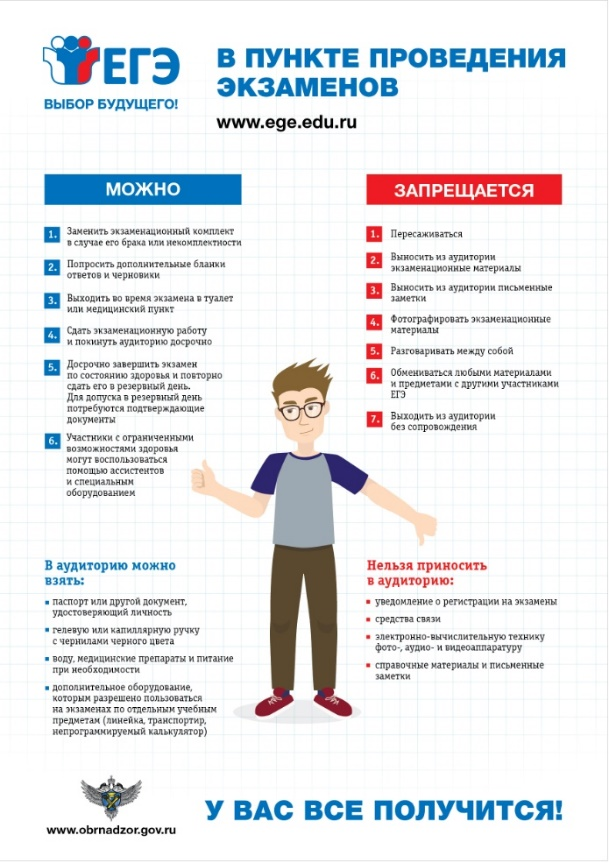 ЕГЭ
ВЫБОР БУДУЩЕГО!
В ПУНКТЕ ПРОВЕДЕНИЯ
ЭКЗАМЕНОВ
www.ege.edu.ru
МОЖНО
1. Заменить экзаменационный комплект
в случае его брака или некомплектности
2. Попросить дополнительные бланки
ответов и черновики
3. Выходить во время экзамена в туалет
или медицинский пункт
4. Сдать экзаменационную работу
и покинуть аудиторию досрочно
5. Досрочно завершить экзамен
по состоянию здоровья и повторно
сдать его в резервный день.
Для допуска в резервный день
потребуются подтверждающие
документы
6. Участники с ограниченными
возможностями здоровья
могут воспользоваться
помощью ассистентов
и специальным
оборудованием
ЗАПРЕЩАЕТСЯ
1. Пересаживаться
2. Выносить из аудитории
экзаменационные материалы
3. Выносить из аудитории письменные
заметки
4. Фотографировать экзаменационные
материалы
5. Разговаривать между собой
6. Обмениваться любыми материалами
и предметами с другими участниками
ЕГЭ
7. Выходить из аудитории
без сопровождения
В аудиторию можно
взять:
▪ паспорт или другой документ,
удостоверяющий личность
▪ гелевую или капиллярную ручку
с чернилами черного цвета
▪ воду, медицинские препараты и питание
при необходимости
▪ дополнительное оборудование,
которым разрешено пользоваться
на экзаменах по отдельным учебным
предметам (линейка, транспортир,
непрограммируемый калькулятор)
Нельзя приносить
в аудиторию:
▪ уведомление о регистрации на экзамены
▪ средства связи
▪ электронно-вычислительную технику
фото-, аудио- и видеоаппаратуру
▪ справочные материалы и письменные
заметки
www.obrnadzor.gov.ru
У ВАС ВСЕ ПОЛУЧИТСЯ!